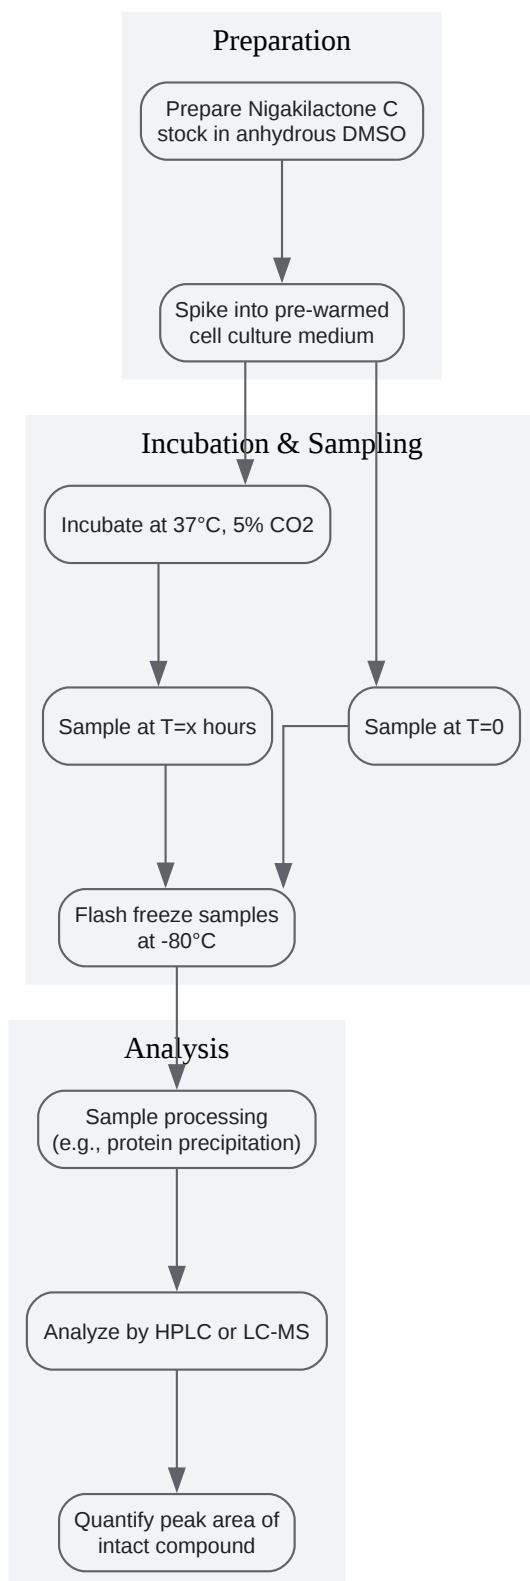 Preparation
Prepare Nigakilactone C
stock in anhydrous DMSO
Spike into pre-warmed
cell culture medium
Incubation & Sampling
Incubate at 37°C, 5% CO2
Sample at T=x hours
Sample at T=0
Flash freeze samples
at -80°C
Analysis
Sample processing
(e.g., protein precipitation)
Analyze by HPLC or LC-MS
Quantify peak area of
intact compound